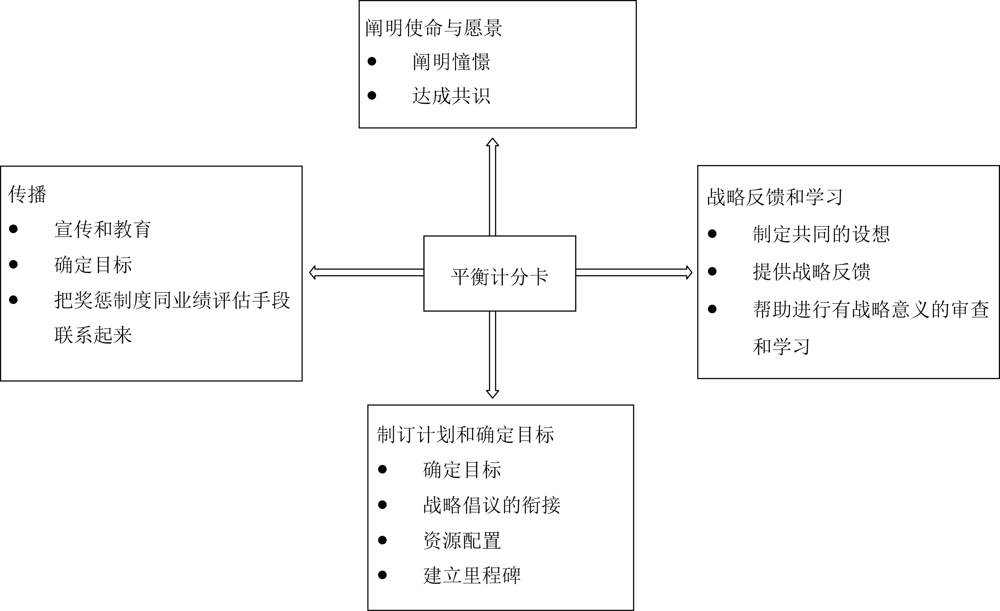 阐明使命与愿景
● 阐明憧憬
● 达成共识
传播
● 宣传和教育
● 确定目标
● 把奖惩制度同业绩评估手段
联系起来
平衡计分卡
战略反馈和学习
● 制定共同的设想
● 提供战略反馈
● 帮助进行有战略意义的审查
和学习
制订计划和确定目标
● 确定目标
● 战略倡议的衔接
● 资源配置
● 建立里程碑